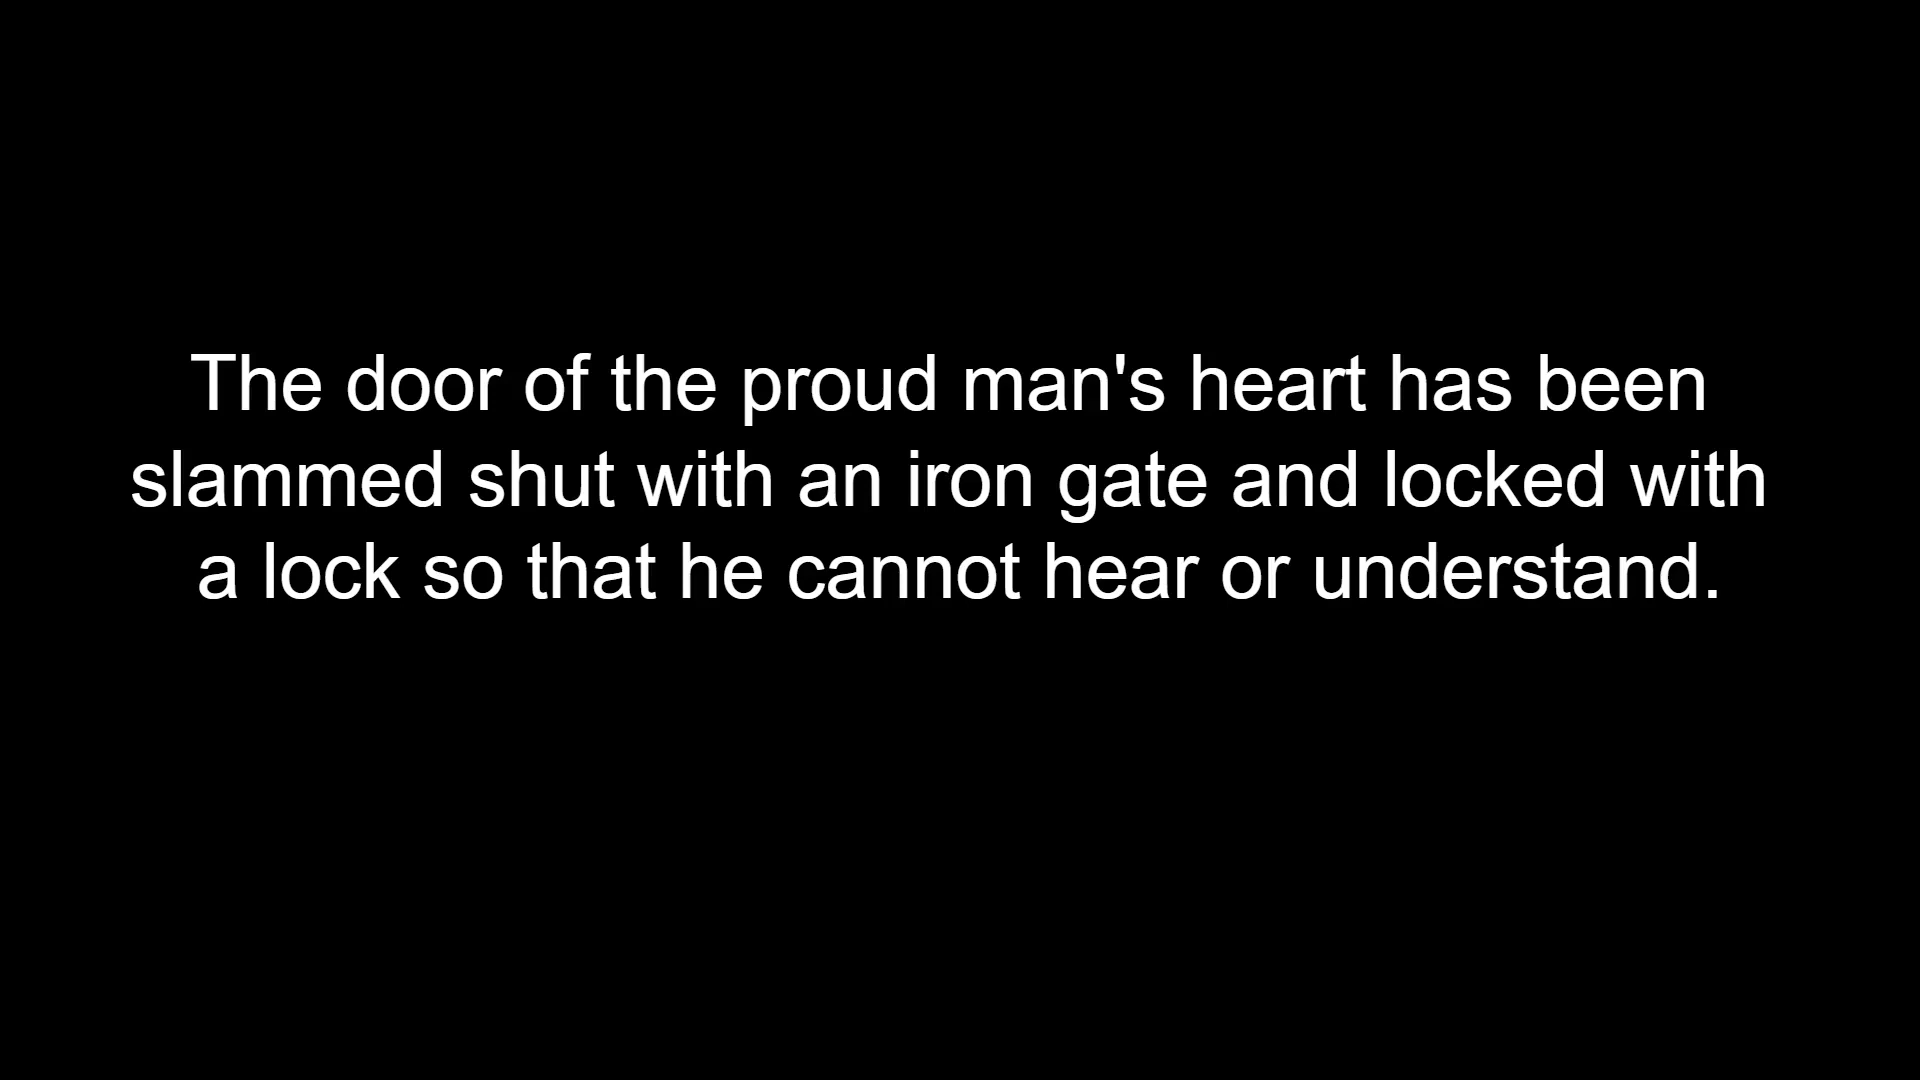 The door of the proud man's heart has been
slammed shut with an iron gate and locked with
a lock so that he cannot hear or understand.